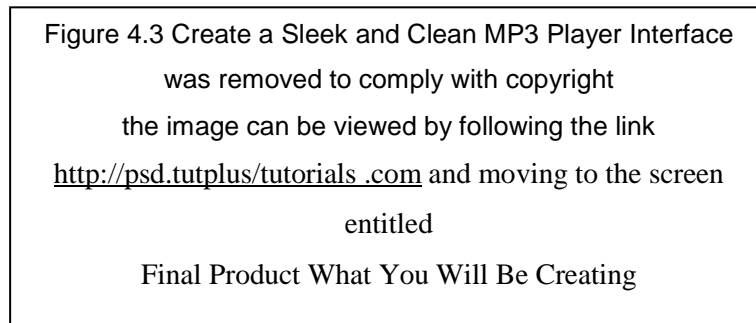 Figure 4.3 Create a Sleek and Clean MP3 Player Interface
was removed to comply with copyright
the image can be viewed by following the link
http://psd.tutplus/tutorials .com and moving to the screen
entitled
Final Product What You Will Be Creating